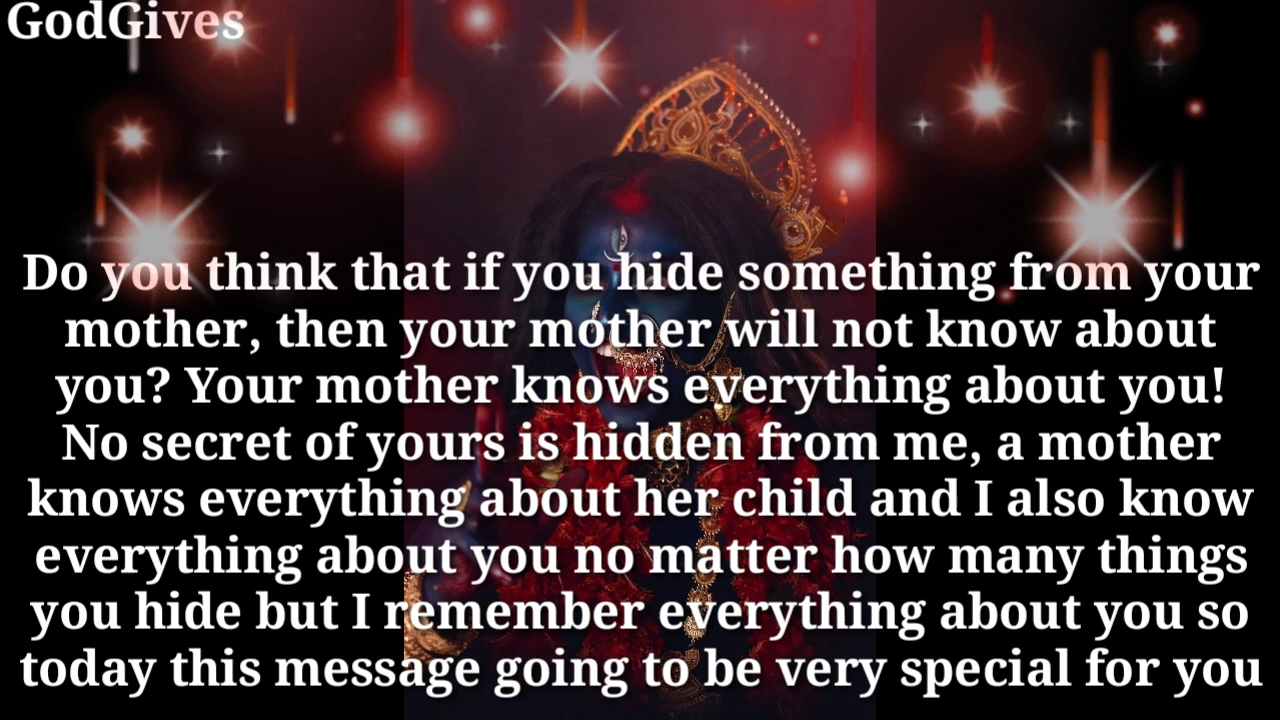 GodGives
Do you think that if you hide something from your
mother, then your mother will not know about
you? Your mother knows everything about you!
No secret of yours is hidden from me, a mother
knows everything about her child and I also know
everything about you no matter how many things
you hide but I remember everything about you so
today this message going to be very special for you